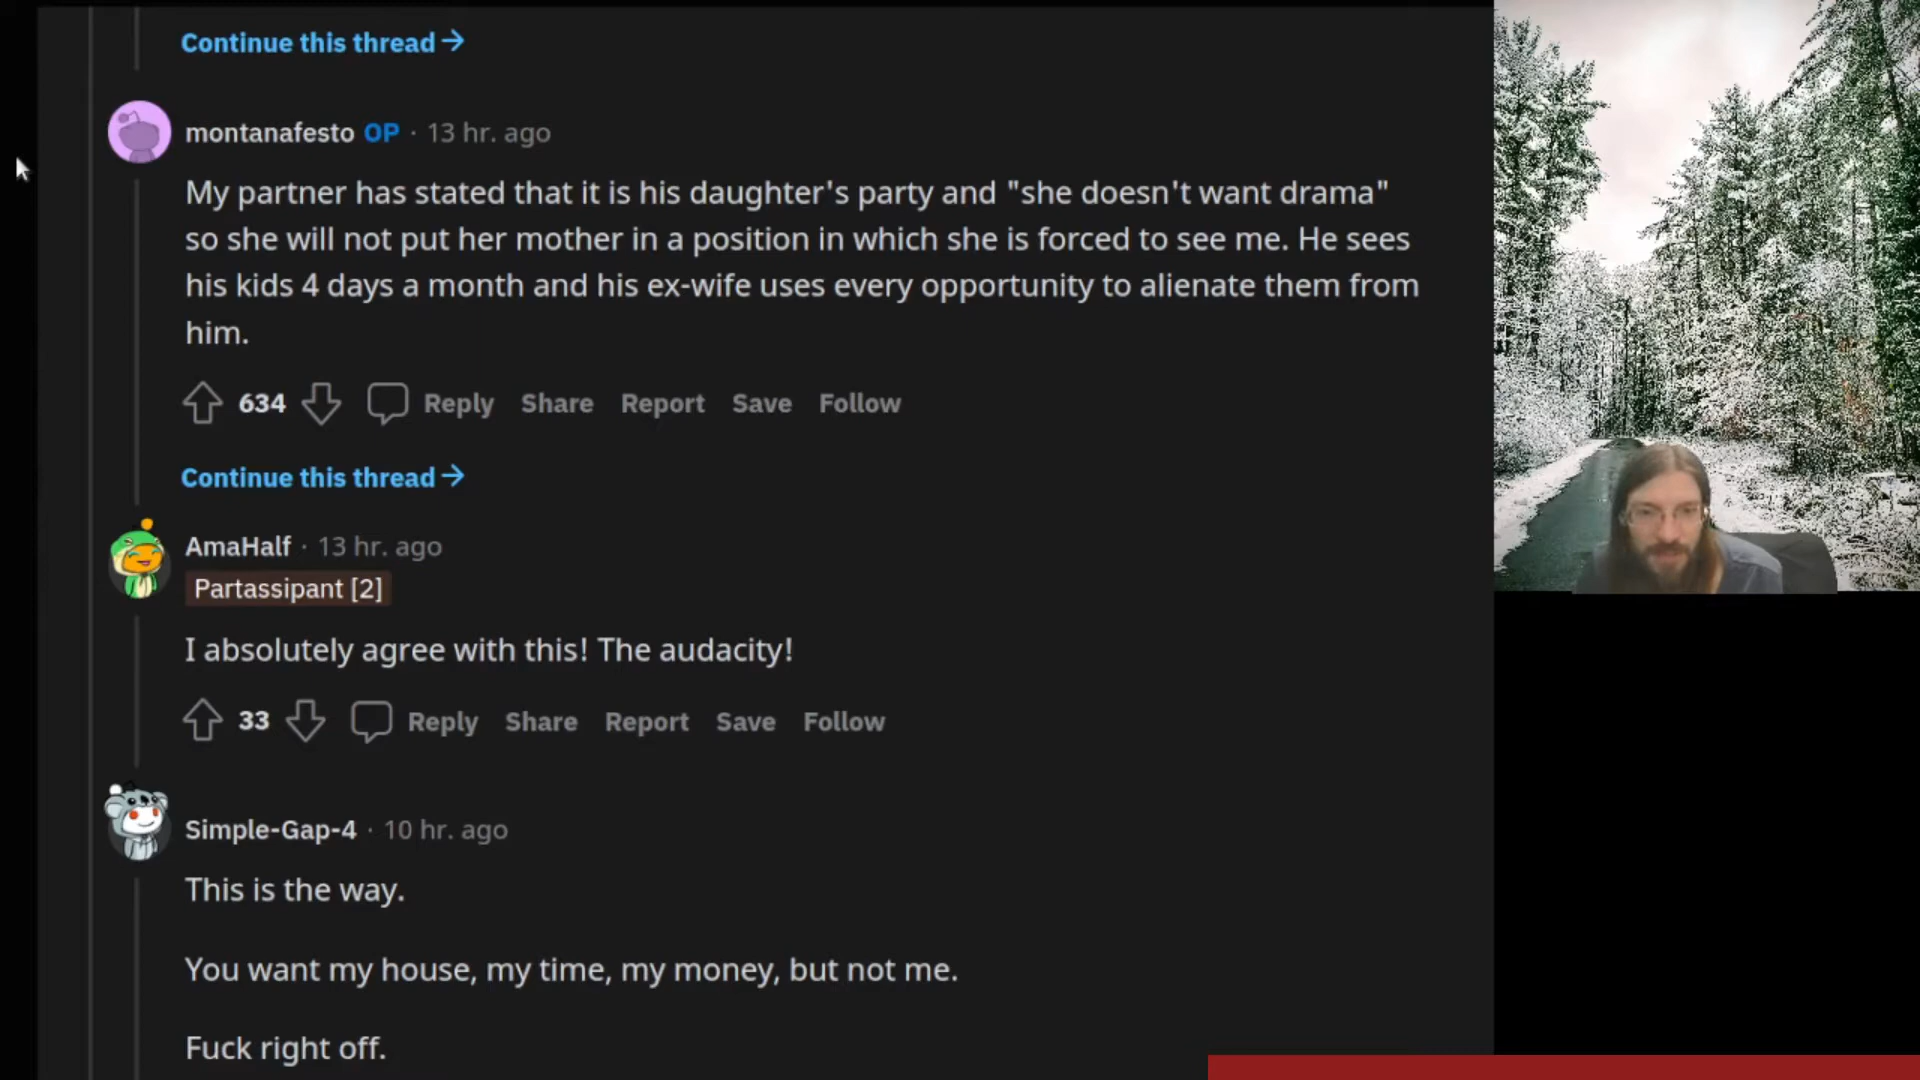 Continue this thread →
montanafesto OP · 13 hr. ago
My partner has stated that it is his daughter's party and "she doesn't want drama"
so she will not put her mother in a position in which she is forced to see me. He sees
his kids 4 days a month and his ex-wife uses every opportunity to alienate them from
him.
634 Reply Share Report Save Follow
Continue this thread →
AmaHalf · 13 hr. ago
Partassipant [2]
I absolutely agree with this! The audacity!
33 Reply Share Report Save Follow
Simple-Gap-4 · 10 hr. ago
This is the way.
You want my house, my time, my money, but not me.
Fuck right off.